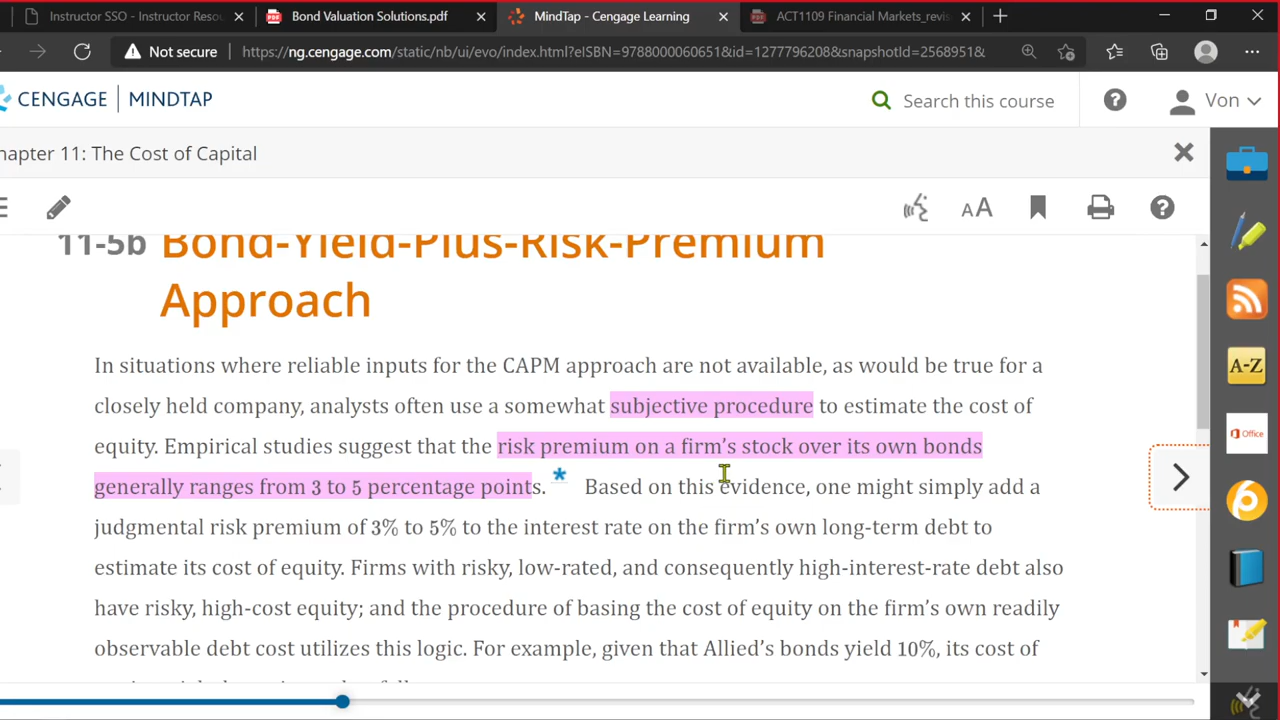 Instructor SSO - Instructor Resou
Bond Valuation Solutions.pdf
MindTap - Cengage Learning
ACT1109 Financial Markets_revis
Not secure
https://ng.cengage.com/static/nb/ui/evo/index.html?eISBN=9788000060651&id=1277796208&snapshotId=2568951&
CENGAGE MINDTAP
Search this course
Von
hapter 11: The Cost of Capital
AA
11-5b Bond-Yield-Plus-Risk-Premium
Approach
In situations where reliable inputs for the CAPM approach are not available, as would be true for a
closely held company, analysts often use a somewhat subjective procedure to estimate the cost of
equity. Empirical studies suggest that the risk premium on a firm's stock over its own bonds
generally ranges from 3 to 5 percentage points. * Based on this evidence, one might simply add a
judgmental risk premium of 3% to 5% to the interest rate on the firm's own long-term debt to
estimate its cost of equity. Firms with risky, low-rated, and consequently high-interest-rate debt also
have risky, high-cost equity; and the procedure of basing the cost of equity on the firm's own readily
observable debt cost utilizes this logic. For example, given that Allied's bonds yield 10%, its cost of
A-Z
Office